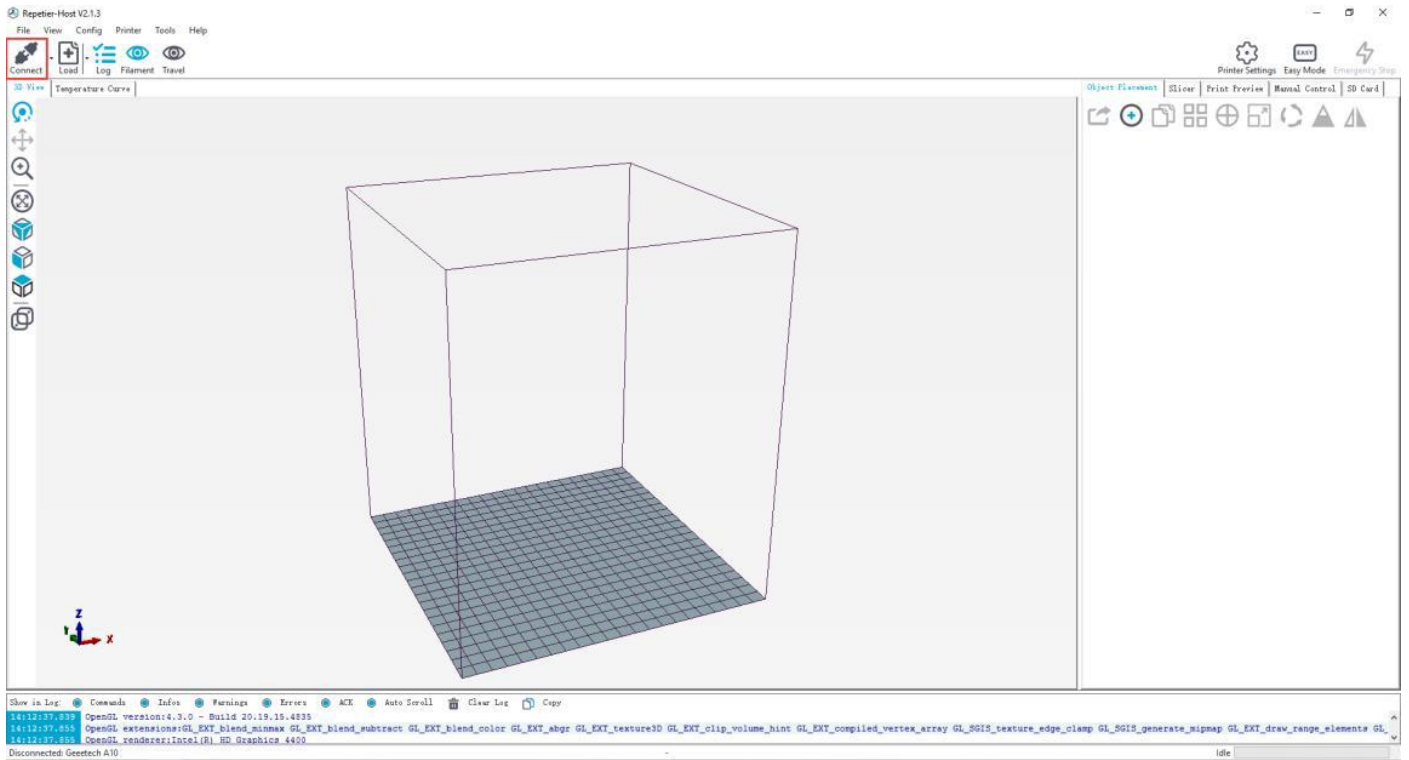 Repetier-Host V2.1.3
File View Config Printer Tools Help
Connect Load Log Filament Travel
Printer Settings Easy Mode Emergency Stop
EASY
3D View Temperature Curve
Object Placement Slicer Print Preview Manual Control SD Card
Z
Y
X
Show in Log: Commands Infos Warnings Errors ACK Auto Scroll Clear Log Copy
14:12:37.839 OpenGL version:4.3.0 - Build 20.19.15.4835
14:12:37.855 OpenGL extensions:GL_EXT_blend_minmax GL_EXT_blend_subtract GL_EXT_blend_color GL_EXT_abgr GL_EXT_texture3D GL_EXT_clip_volume_hint GL_EXT_compiled_vertex_array GL_SGIS_texture_edge_clamp GL_SGIS_generate_mipmap GL_EXT_draw_range_elements GL_
14:12:37.855 OpenGL renderer:Intel(R) HD Graphics 4400
Disconnected: Geeetech A10 - Idle